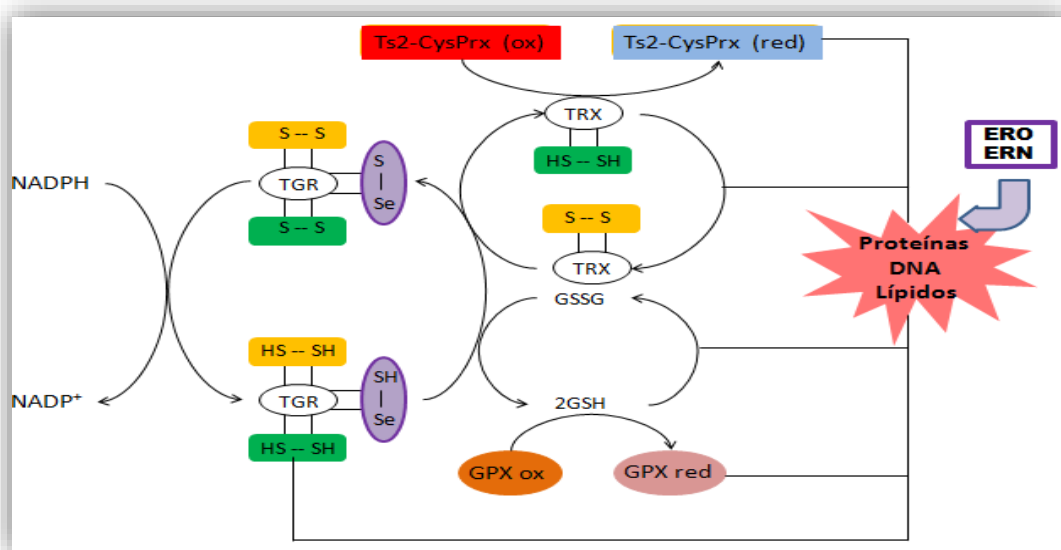 Ts2-CysPrx (ox)
Ts2-CysPrx (red)
TRX
HS -- SH
S -- S
TRX
GSSG
NADPH
S -- S
TGR
S -- S
S
Se
ERO
ERN
Proteínas
DNA
Lípidos
NADP+
HS -- SH
TGR
HS -- SH
SH
Se
2GSH
GPX ox
GPX red